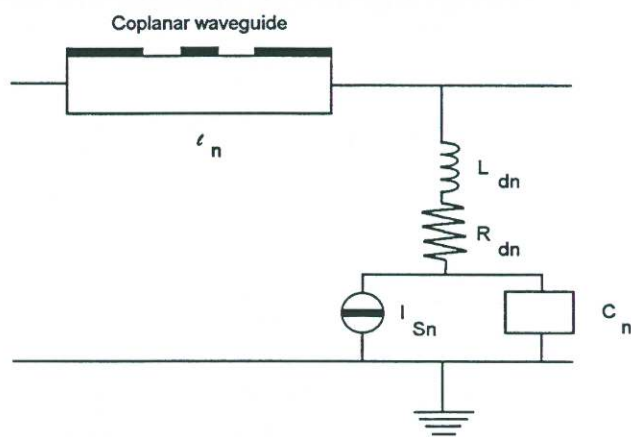 Coplanar waveguide
ℓ n
L dn
R dn
I Sn
C n